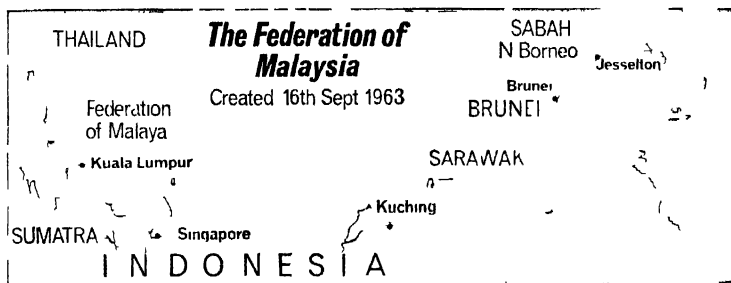 THAILAND
The Federation of
Malaysia
Created 16th Sept 1963
SABAH
N Borneo
Jesselton
Brunei
BRUNEI
Federation
of Malaya
Kuala Lumpur
SARAWAK
Kuching
SUMATRA
Singapore
INDONESIA